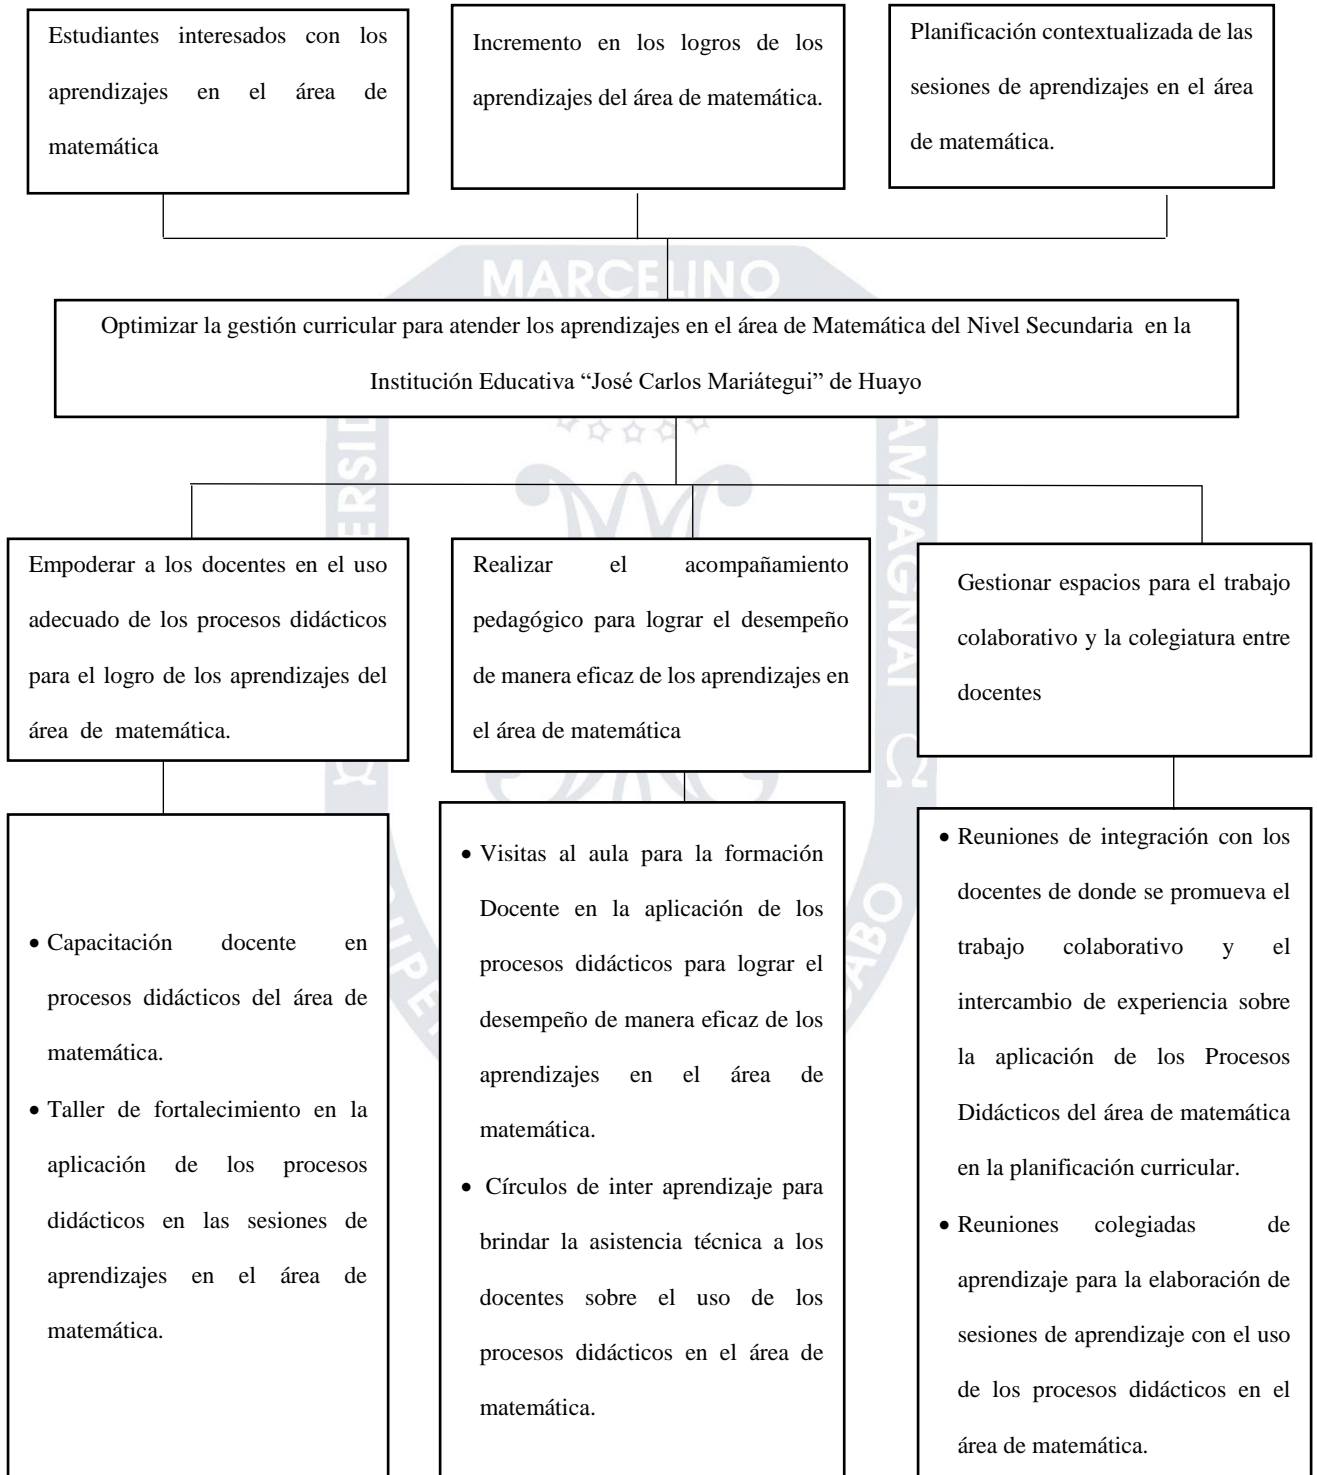 Estudiantes interesados con los
aprendizajes en el área de
matemática
Incremento en los logros de los
aprendizajes del área de matemática.
Planificación contextualizada de las
sesiones de aprendizajes en el área
de matemática.
MARCELINO
Optimizar la gestión curricular para atender los aprendizajes en el área de Matemática del Nivel Secundaria en la
Institución Educativa “José Carlos Mariátegui” de Huayo
Empoderar a los docentes en el uso
adecuado de los procesos didácticos
para el logro de los aprendizajes del
área de matemática.
Realizar el acompañamiento
pedagógico para lograr el desempeño
de manera eficaz de los aprendizajes en
el área de matemática
Gestionar espacios para el trabajo
colaborativo y la colegiatura entre
docentes
• Capacitación docente en
procesos didácticos del área de
matemática.
• Taller de fortalecimiento en la
aplicación de los procesos
didácticos en las sesiones de
aprendizajes en el área de
matemática.
• Visitas al aula para la formación
Docente en la aplicación de los
procesos didácticos para lograr el
desempeño de manera eficaz de los
aprendizajes en el área de
matemática.
• Círculos de inter aprendizaje para
brindar la asistencia técnica a los
docentes sobre el uso de los
procesos didácticos en el área de
matemática.
• Reuniones de integración con los
docentes de donde se promueva el
trabajo colaborativo y el
intercambio de experiencia sobre
la aplicación de los Procesos
Didácticos del área de matemática
en la planificación curricular.
• Reuniones colegiadas de
aprendizaje para la elaboración de
sesiones de aprendizaje con el uso
de los procesos didácticos en el
área de matemática.